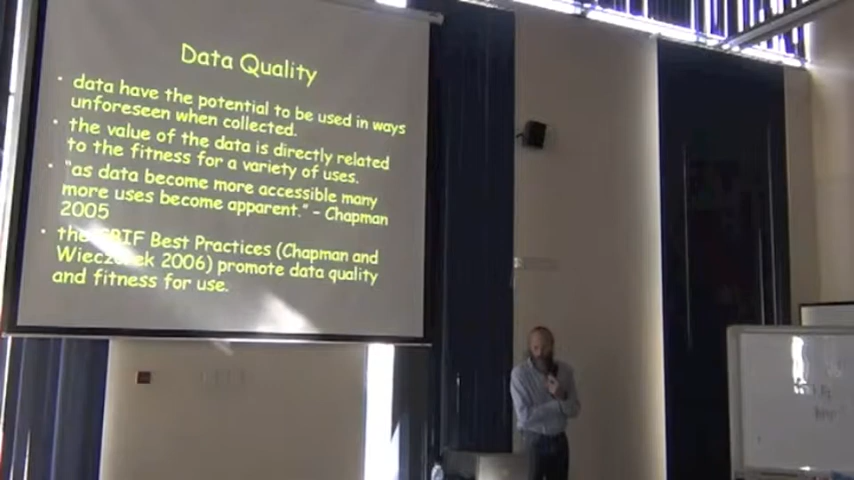 Data Quality
• data have the potential to be used in ways
unforeseen when collected.
• the value of the data is directly related
to the fitness for a variety of uses.
• "as data become more accessible many
more uses become apparent." – Chapman
2005
• the GBIF Best Practices (Chapman and
Wieczorek 2006) promote data quality
and fitness for use.